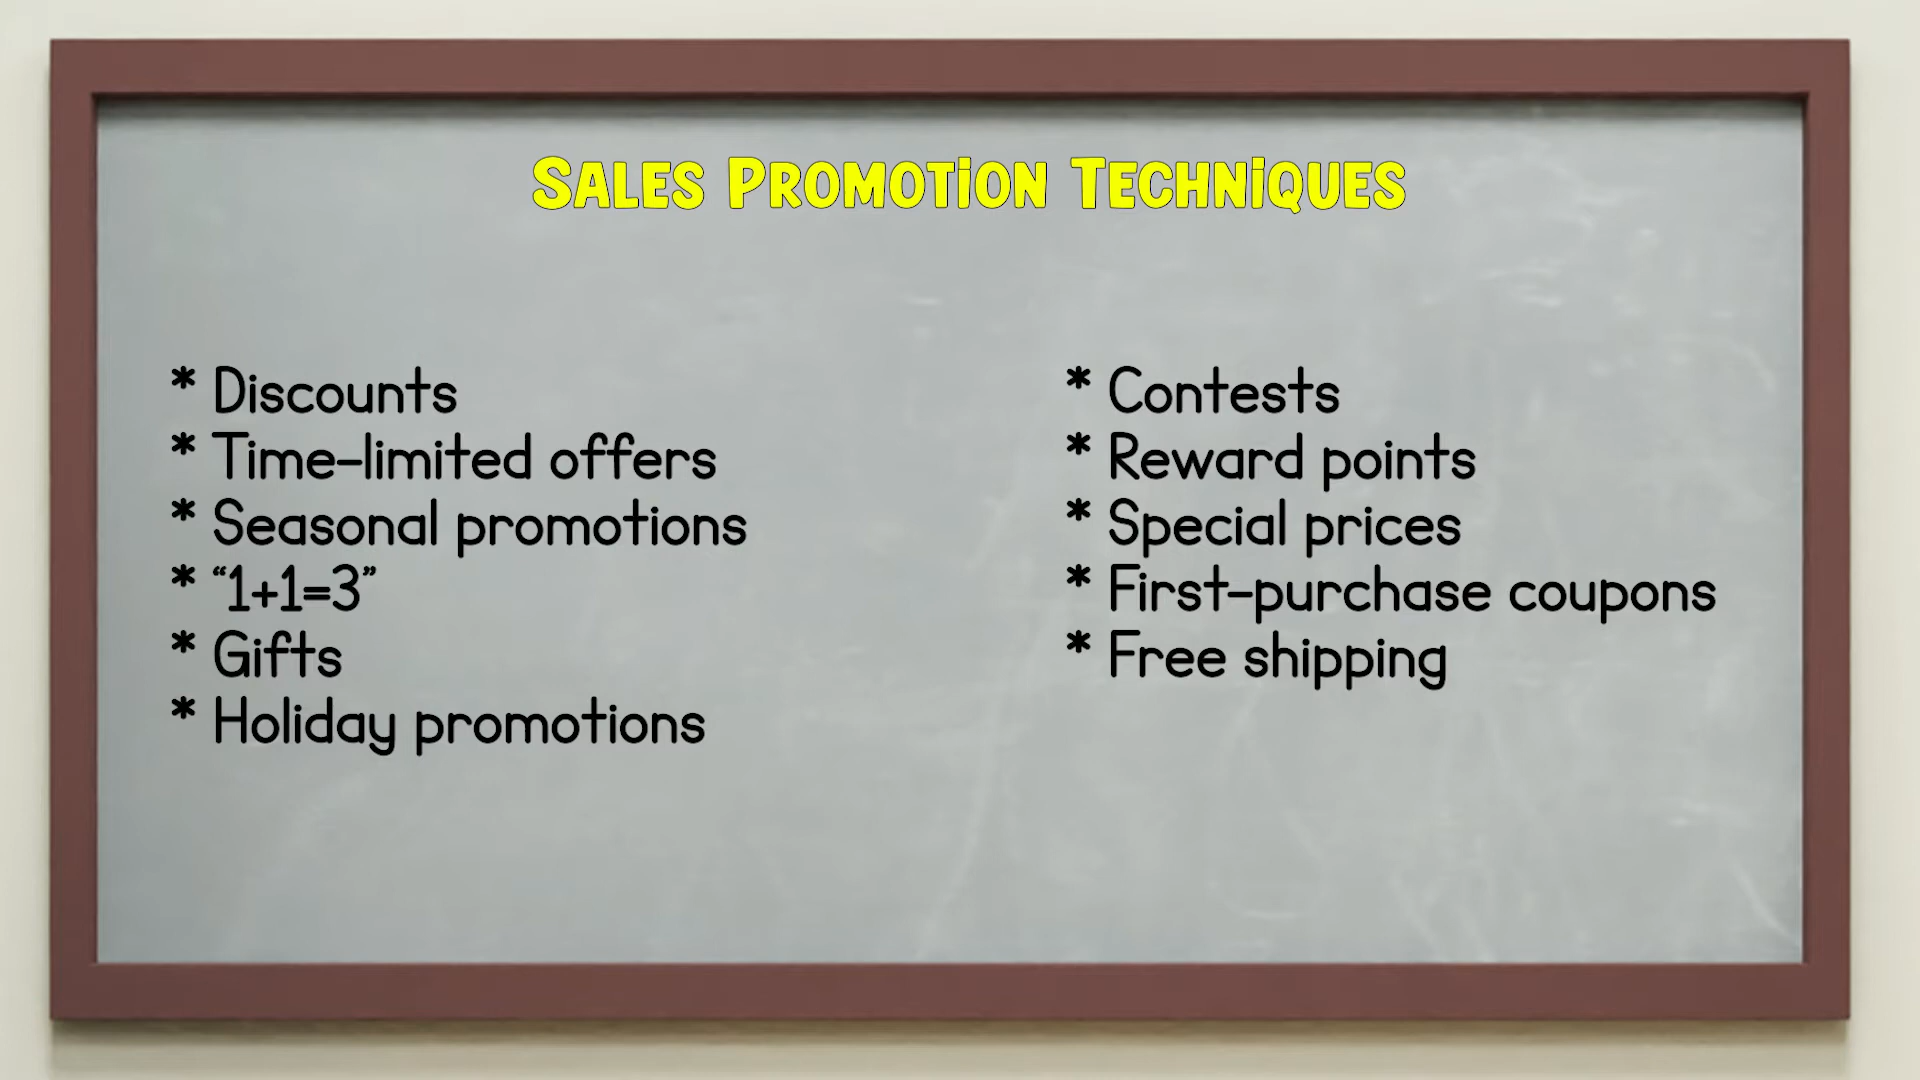 Sales Promotion Techniques
* Discounts
* Time-limited offers
* Seasonal promotions
* “1+1=3”
* Gifts
* Holiday promotions
* Contests
* Reward points
* Special prices
* First-purchase coupons
* Free shipping